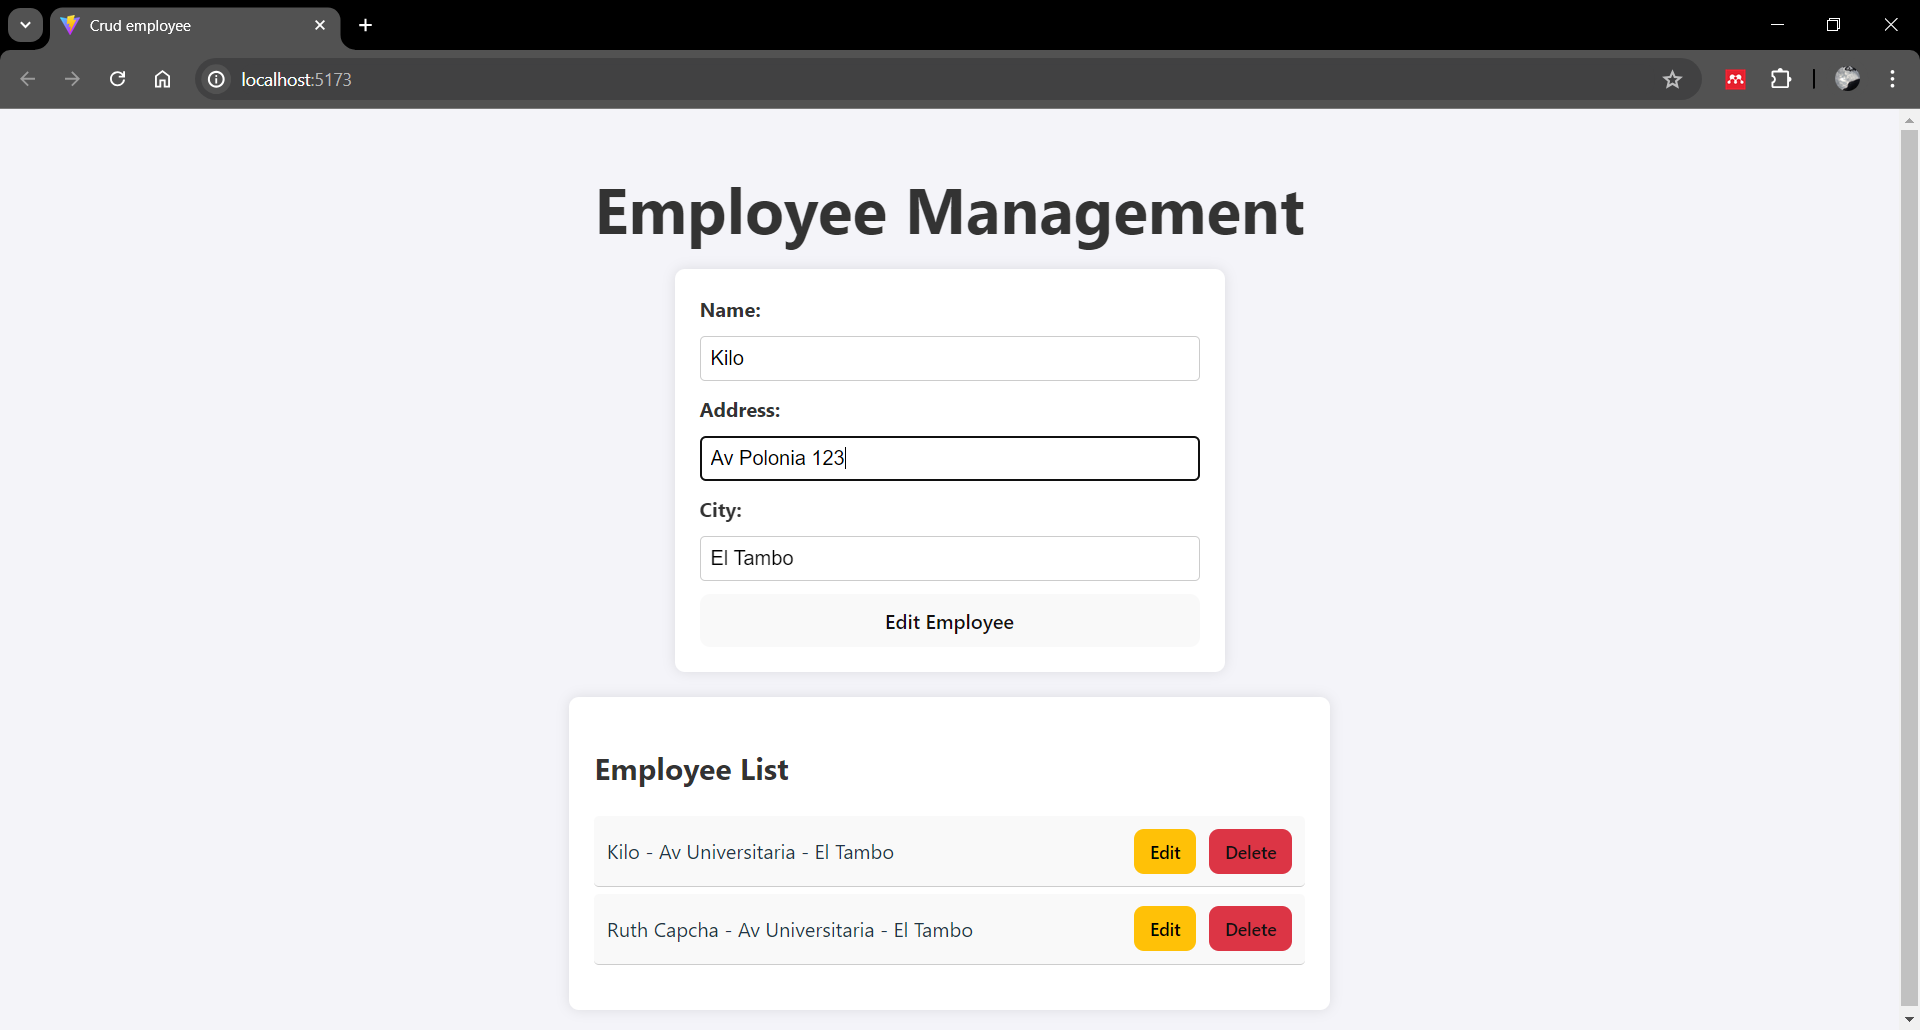 Crud employee
localhost:5173
Employee Management
Name:
Kilo
Address:
Av Polonia 123
City:
El Tambo
Edit Employee
Employee List
Kilo - Av Universitaria - El Tambo Edit Delete
Ruth Capcha - Av Universitaria - El Tambo Edit Delete